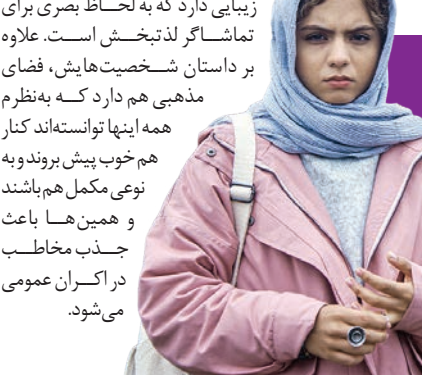 زیبایی دارد که به لحاظ بصری برای
تماشاگر لذتبخش است. علاوه
بر داستان شخصیت‌هایش، فضای
مذهبی هم دارد که به‌نظرم
همه اینها توانسته‌اند کنار
هم خوب پیش بروند و به
نوعی مکمل هم باشند
و همین‌ها باعث
جذب مخاطب
در اکران عمومی
می‌شود.